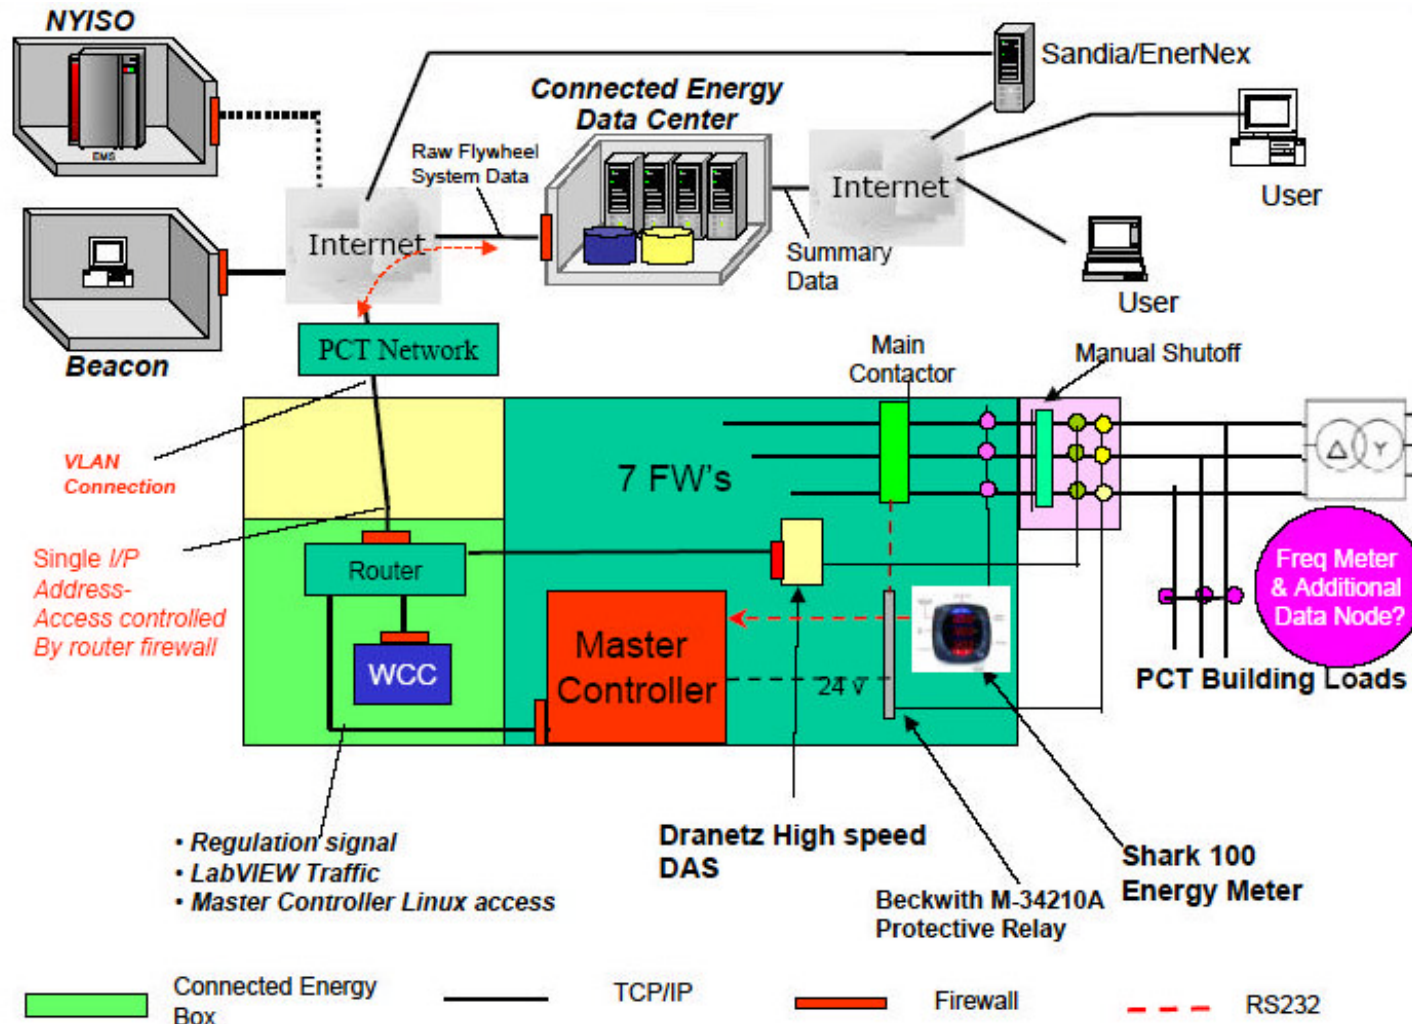 NYISO
EMS
Sandia/EnerNex
Connected Energy
Data Center
Raw Flywheel
System Data
Internet
Internet
User
Summary
Data
User
Beacon
PCT Network
Main
Contactor
Manual Shutoff
VLAN
Connection
7 FW's
Δ
Y
Single I/P
Address-
Access controlled
By router firewall
Router
WCC
Master
Controller
24 V
Freq Meter
& Additional
Data Node?
PCT Building Loads
• Regulation signal
• LabVIEW Traffic
• Master Controller Linux access
Dranetz High speed
DAS
Shark 100
Energy Meter
Beckwith M-34210A
Protective Relay
Connected Energy
Box
TCP/IP
Firewall
RS232